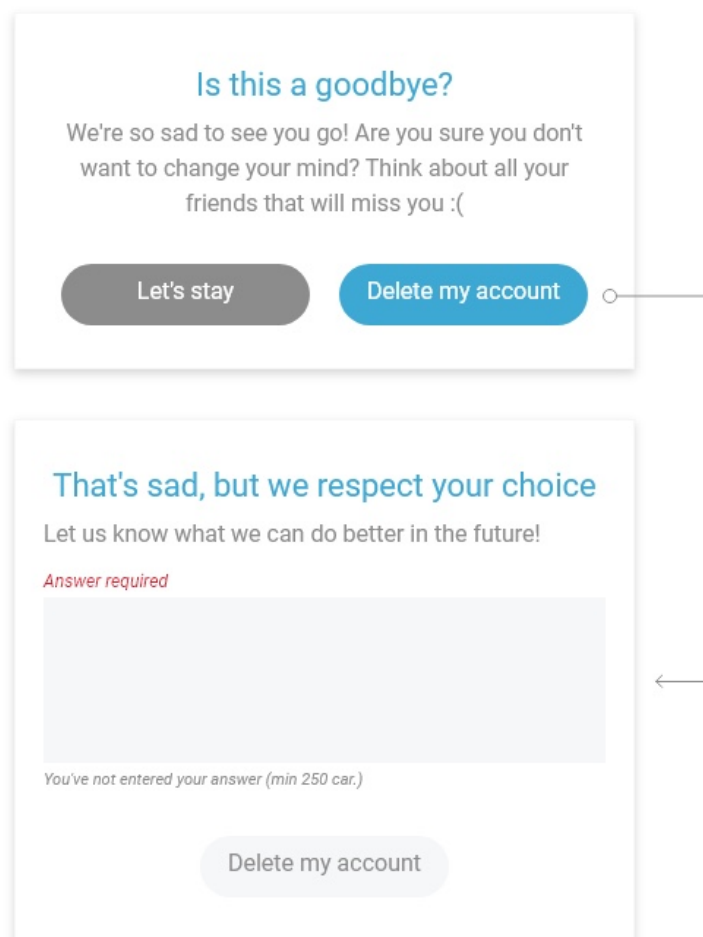 Is this a goodbye?
We're so sad to see you go! Are you sure you don't
want to change your mind? Think about all your
friends that will miss you :(
Let's stay
Delete my account
That's sad, but we respect your choice
Let us know what we can do better in the future!
Answer required
You've not entered your answer (min 250 car.)
Delete my account